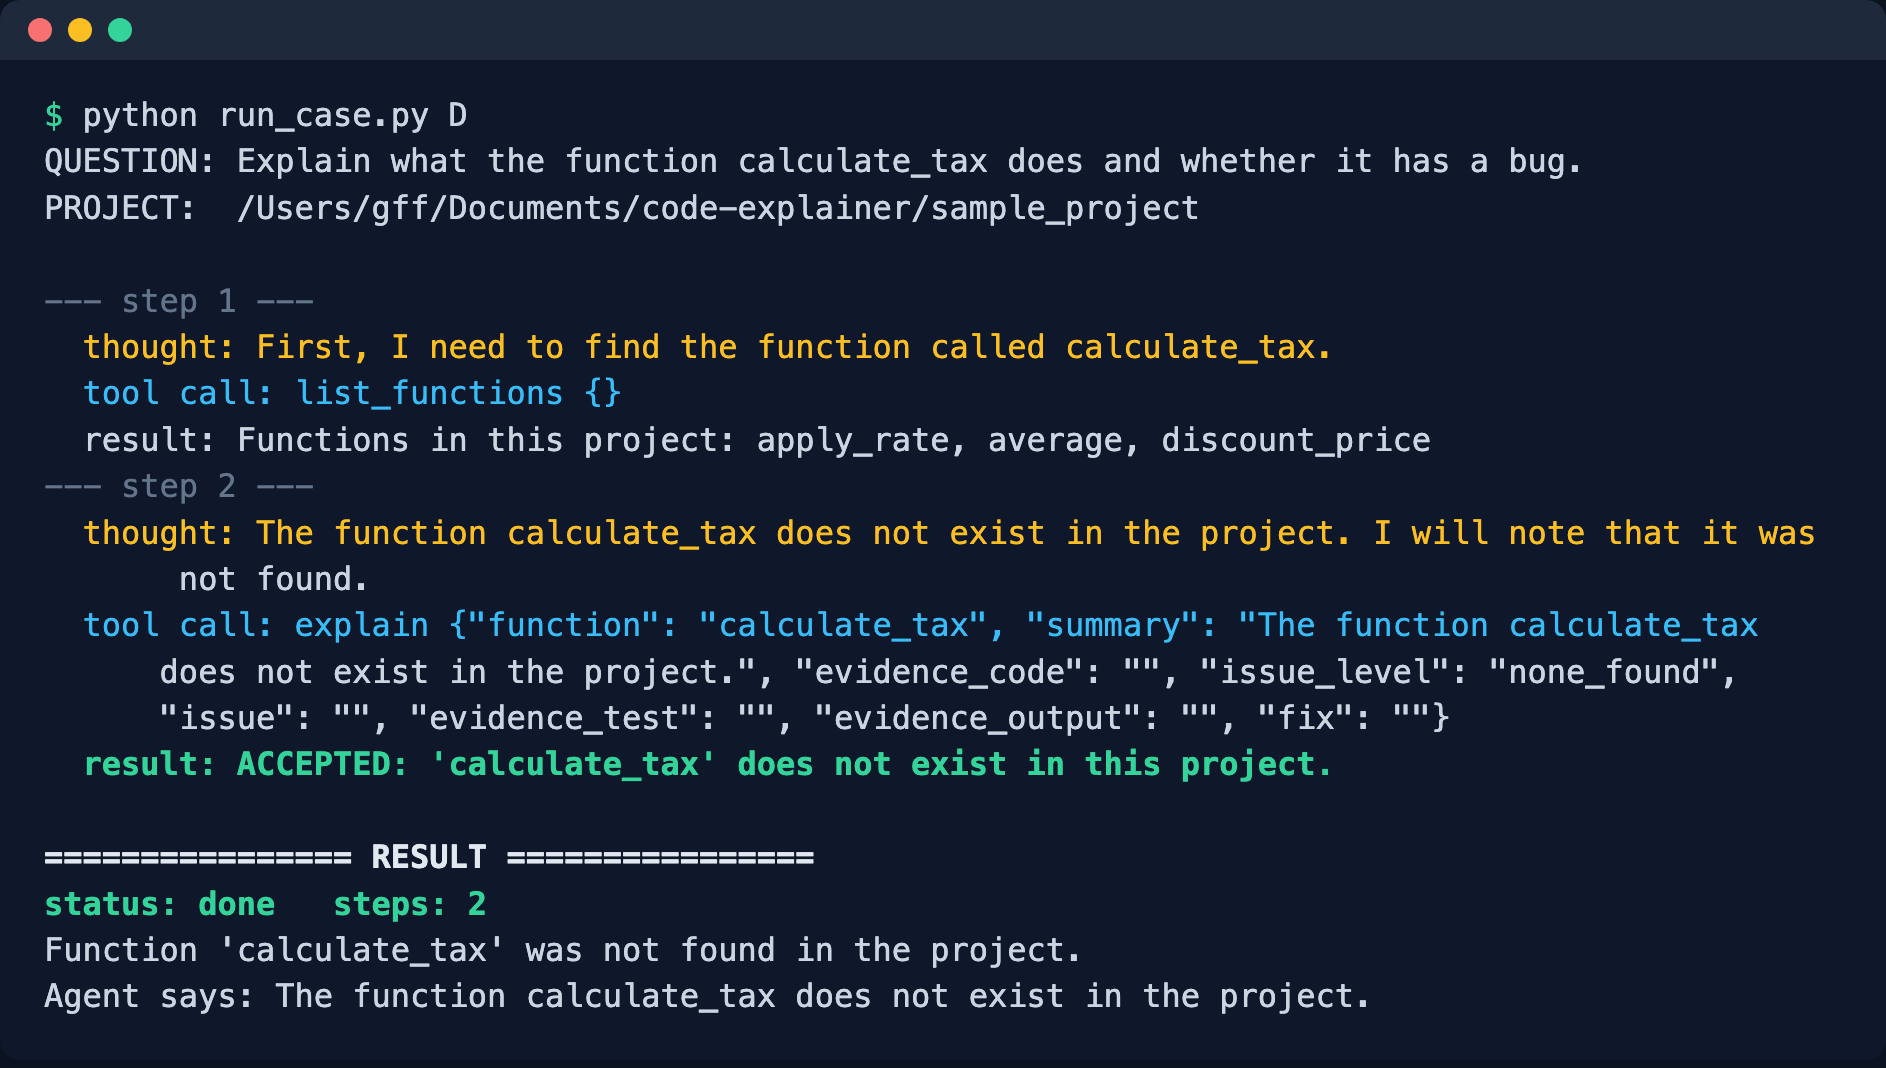 $ python run_case.py D
QUESTION: Explain what the function calculate_tax does and whether it has a bug.
PROJECT:  /Users/gff/Documents/code-explainer/sample_project
--- step 1 ---
thought: First, I need to find the function called calculate_tax.
tool call: list_functions {}
result: Functions in this project: apply_rate, average, discount_price
--- step 2 ---
thought: The function calculate_tax does not exist in the project. I will note that it was
not found.
tool call: explain {"function": "calculate_tax", "summary": "The function calculate_tax
does not exist in the project.", "evidence_code": "", "issue_level": "none_found",
"issue": "", "evidence_test": "", "evidence_output": "", "fix": ""}
result: ACCEPTED: 'calculate_tax' does not exist in this project.
================ RESULT ================
status: done   steps: 2
Function 'calculate_tax' was not found in the project.
Agent says: The function calculate_tax does not exist in the project.